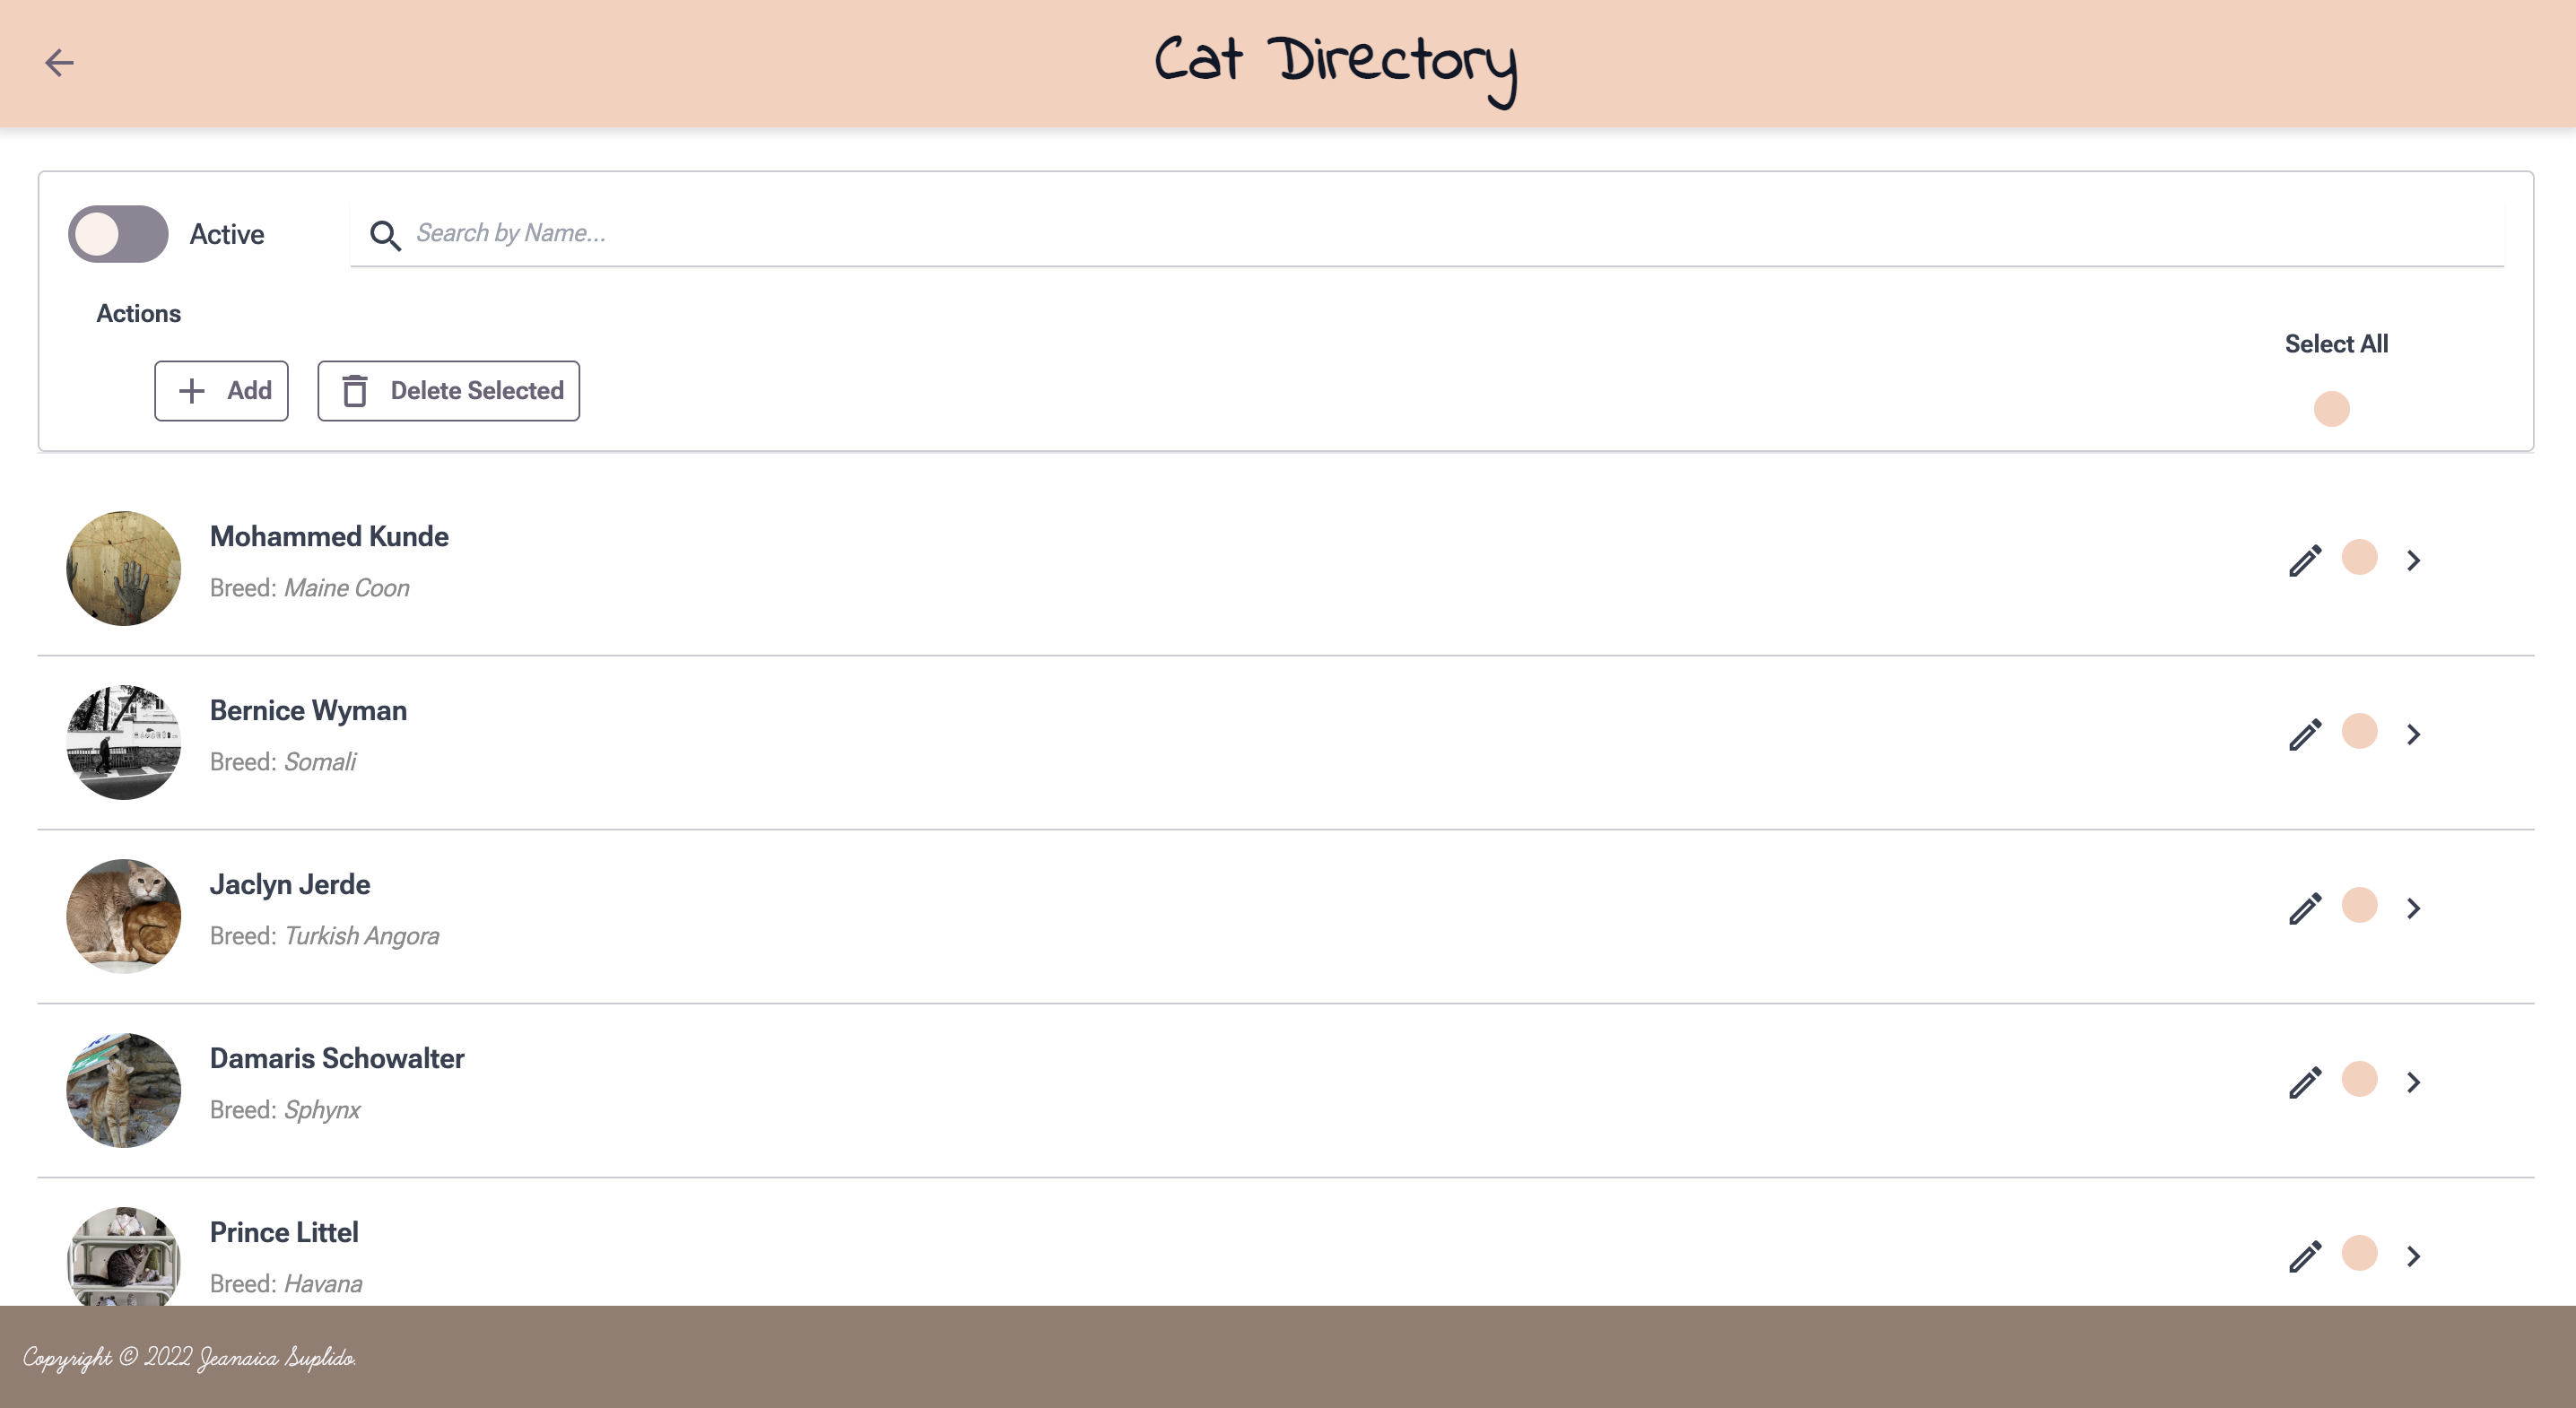 Cat Directory
Active
Search by Name...
Actions
Select All
Add
Delete Selected
Mohammed Kunde
Breed: Maine Coon
Bernice Wyman
Breed: Somali
Jaclyn Jerde
Breed: Turkish Angora
Damaris Schowalter
Breed: Sphynx
Prince Littel
Breed: Havana
Copyright © 2022 Jeanaica Suplido.